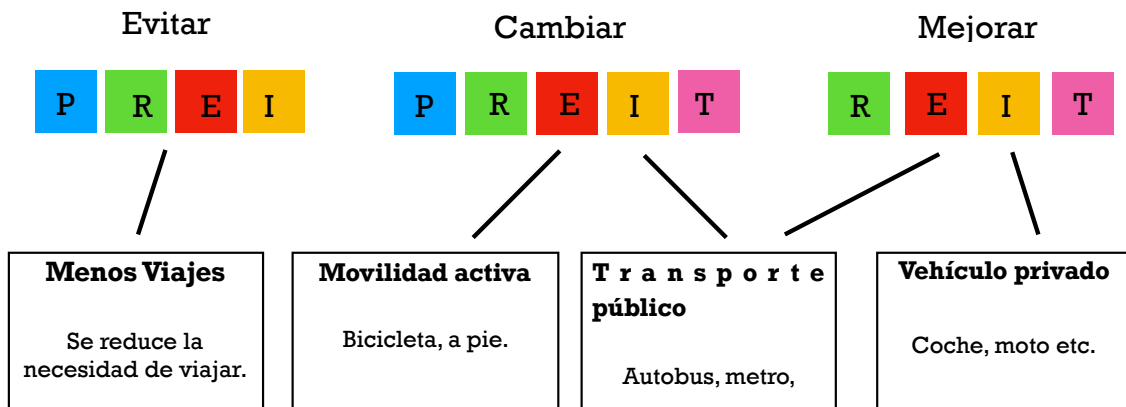 Evitar
Cambiar
Mejorar
P R E I
P R E I T
R E I T
Menos Viajes
Se reduce la
necesidad de viajar.
Movilidad activa
Bicicleta, a pie.
Transporte
público
Autobus, metro,
Vehículo privado
Coche, moto etc.